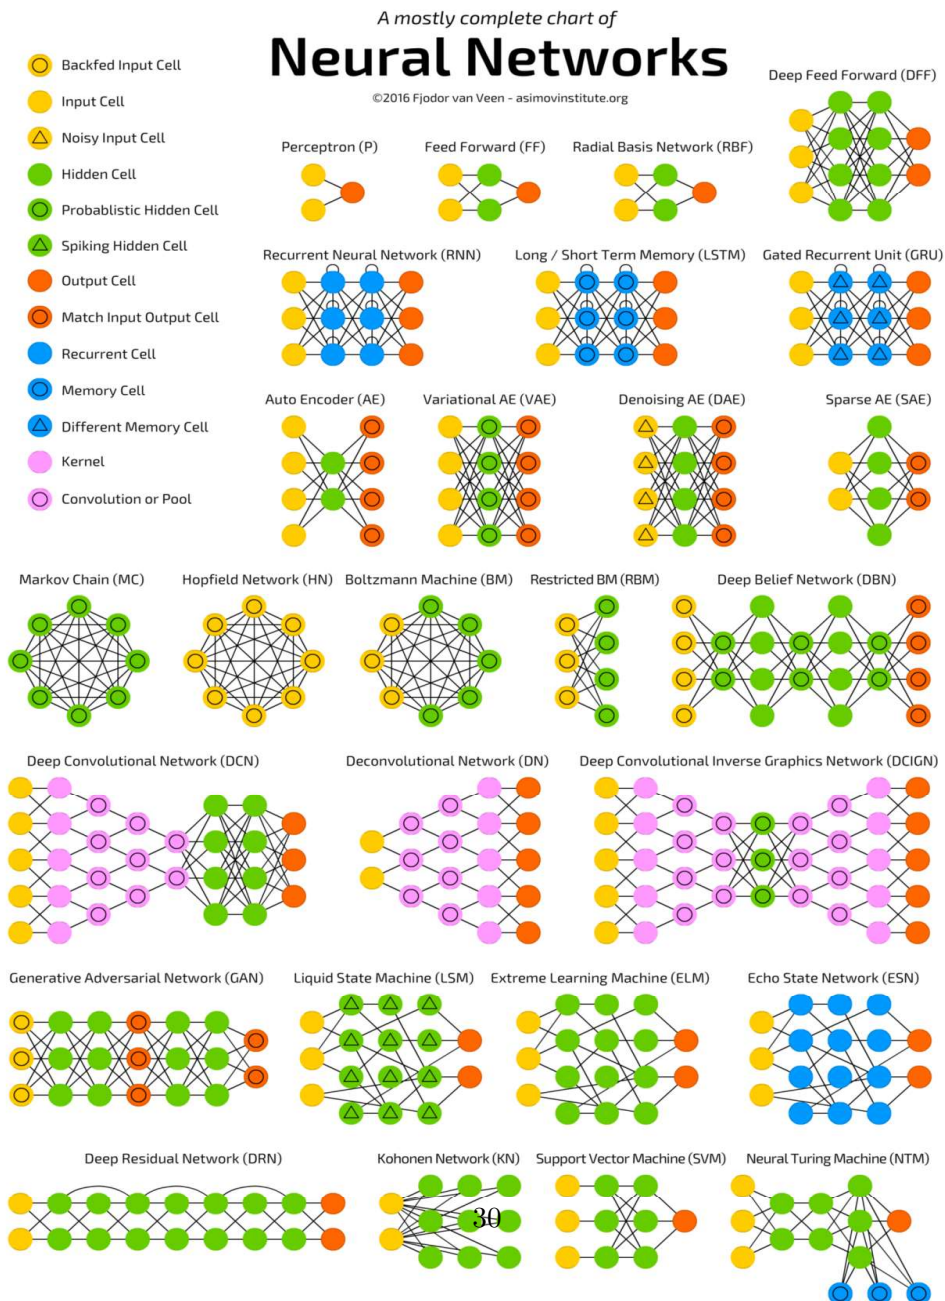 A mostly complete chart of
Neural Networks
©2016 Fjodor van Veen - asimovinstitute.org
Backfed Input Cell
Input Cell
Noisy Input Cell
Hidden Cell
Probablistic Hidden Cell
Spiking Hidden Cell
Output Cell
Match Input Output Cell
Recurrent Cell
Memory Cell
Different Memory Cell
Kernel
Convolution or Pool
Perceptron (P)
Feed Forward (FF)
Radial Basis Network (RBF)
Deep Feed Forward (DFF)
Recurrent Neural Network (RNN)
Long / Short Term Memory (LSTM)
Gated Recurrent Unit (GRU)
Auto Encoder (AE)
Variational AE (VAE)
Denoising AE (DAE)
Sparse AE (SAE)
Markov Chain (MC)
Hopfield Network (HN)
Boltzmann Machine (BM)
Restricted BM (RBM)
Deep Belief Network (DBN)
Deep Convolutional Network (DCN)
Deconvolutional Network (DN)
Deep Convolutional Inverse Graphics Network (DCIGN)
Generative Adversarial Network (GAN)
Liquid State Machine (LSM)
Extreme Learning Machine (ELM)
Echo State Network (ESN)
Deep Residual Network (DRN)
Kohonen Network (KN)
Support Vector Machine (SVM)
Neural Turing Machine (NTM)
30